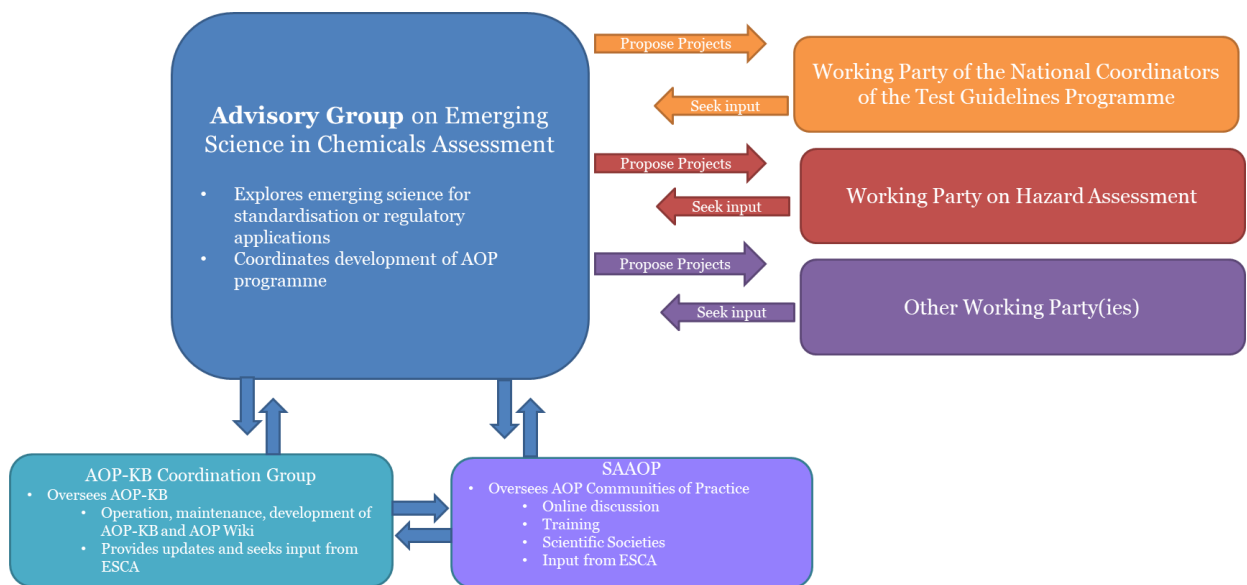 Advisory Group on Emerging
Science in Chemicals Assessment
• Explores emerging science for
standardisation or regulatory
applications
• Coordinates development of AOP
programme
Propose Projects
Seek input
Working Party of the National Coordinators
of the Test Guidelines Programme
Propose Projects
Seek input
Working Party on Hazard Assessment
Propose Projects
Seek input
Other Working Party(ies)
AOP-KB Coordination Group
• Oversees AOP-KB
• Operation, maintenance, development of
AOP-KB and AOP Wiki
• Provides updates and seeks input from
ESCA
SAAOP
• Oversees AOP Communities of Practice
• Online discussion
• Training
• Scientific Societies
• Input from ESCA